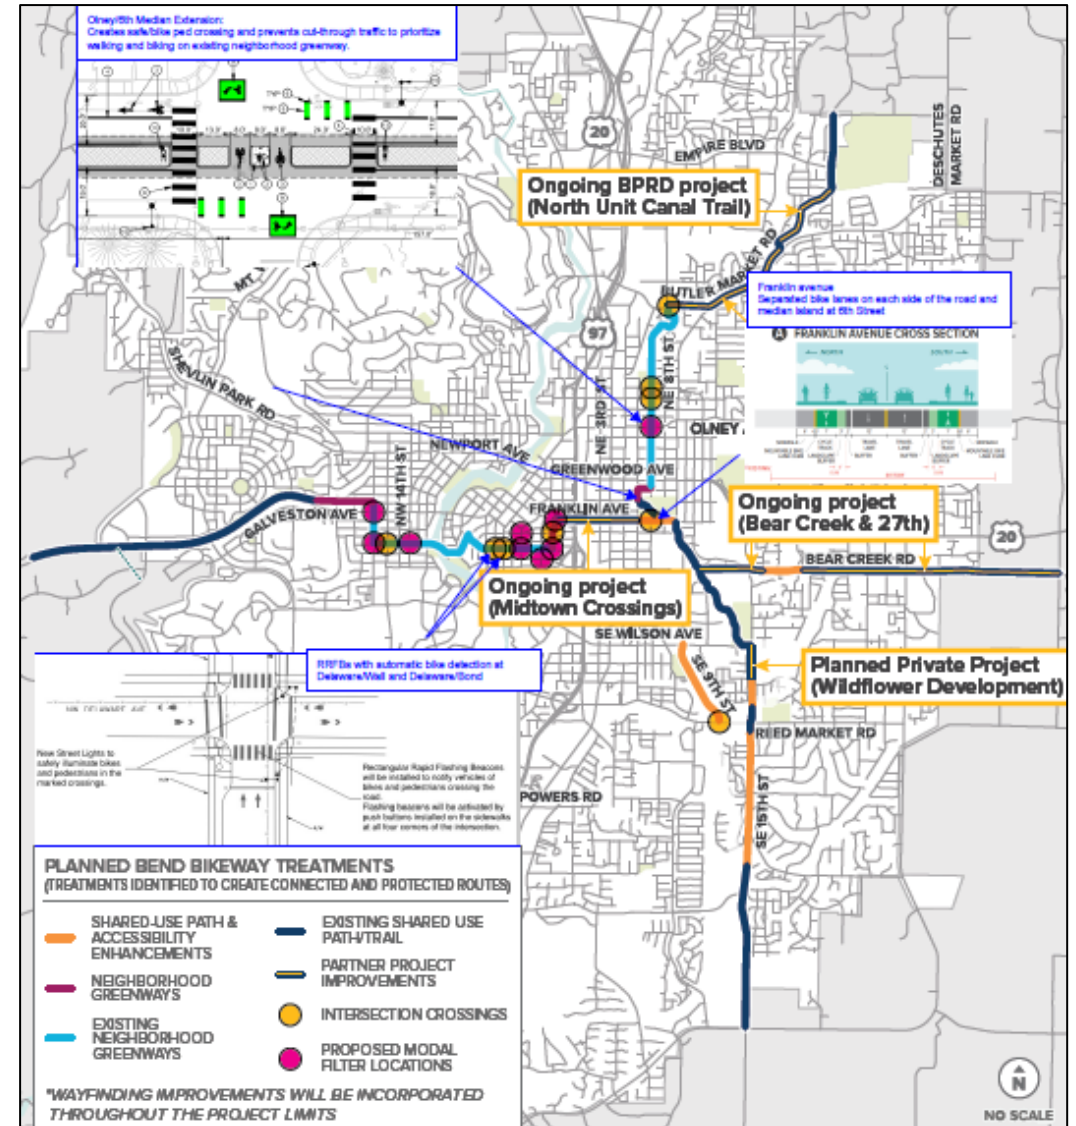 Olney/8th Median Extension:
Creates safe/bike ped crossing and prevents cut-through traffic to prioritize
walking and biking on existing neighborhood greenway.
20
EMPIRE BLVD
DESCHUTES
MARKET RD
Ongoing BPRD project
(North Unit Canal Trail)
BUTLER MARKET RD
MT
Franklin avenue
Separated bike lanes on each side of the road and
median island at 6th Street
A FRANKLIN AVENUE CROSS SECTION
NORTH
SOUTH
97
SHEVLIN PARK RD
NE 3RD ST
NE 8TH ST
OLNEY
NEWPORT AVE
NW 14TH ST
GREENWOOD AVE
FRANKLIN AVE
GALVESTON AVE
Ongoing project
(Bear Creek & 27th)
20
BEAR CREEK RD
Ongoing project
(Midtown Crossings)
SE WILSON AVE
SE 9TH ST
Planned Private Project
(Wildflower Development)
RRFBs with automatic bike detection at
Delaware/Wall and Delaware/Bond
REED MARKET RD
NW DELAWARE AVE
New Street Lights to
safely illuminate bikes
and pedestrians in the
marked crossings.
Rectangular Rapid Flashing Beacons
will be installed to notify vehicles of
bikes and pedestrians crossing the
road.
Flashing beacons will be activated by
push buttons installed on the sidewalks
at all four corners of the intersection.
POWERS RD
SE 15TH ST
PLANNED BEND BIKEWAY TREATMENTS
(TREATMENTS IDENTIFIED TO CREATE CONNECTED AND PROTECTED ROUTES)
SHARED-USE PATH &
ACCESSIBILITY
ENHANCEMENTS
NEIGHBORHOOD
GREENWAYS
EXISTING
NEIGHBORHOOD
GREENWAYS
EXISTING SHARED USE
PATH/TRAIL
PARTNER PROJECT
IMPROVEMENTS
INTERSECTION CROSSINGS
PROPOSED MODAL
FILTER LOCATIONS
*WAYFINDING IMPROVEMENTS WILL BE INCORPORATED
THROUGHOUT THE PROJECT LIMITS
N
NO SCALE